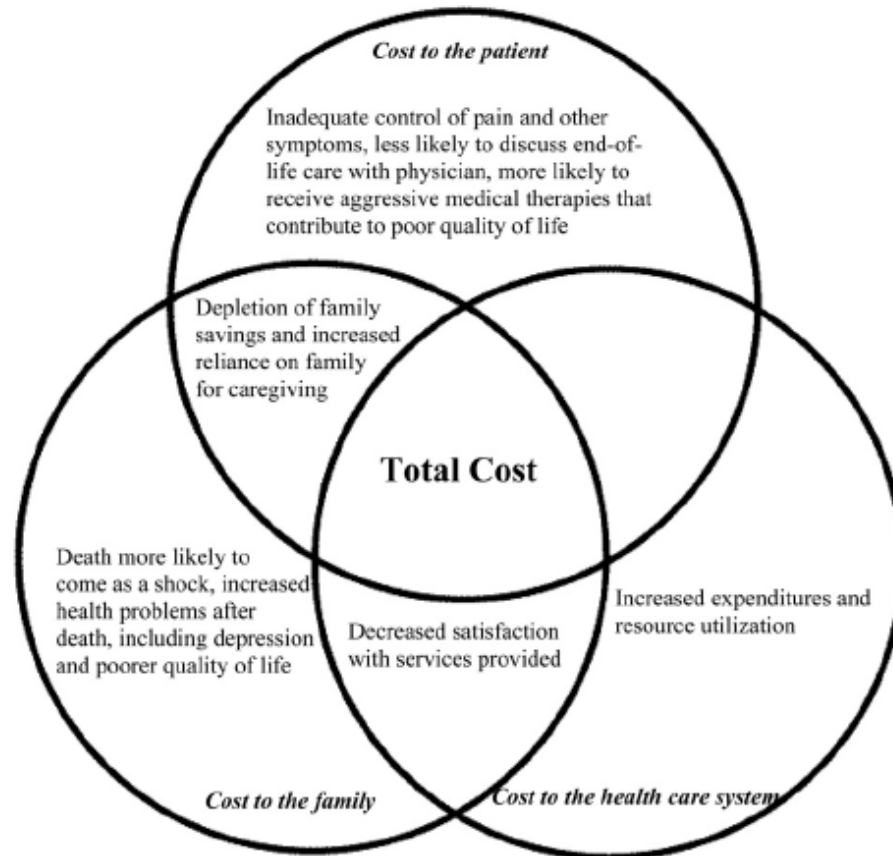 Cost to the patient
Inadequate control of pain and other
symptoms, less likely to discuss end-of-
life care with physician, more likely to
receive aggressive medical therapies that
contribute to poor quality of life
Depletion of family
savings and increased
reliance on family
for caregiving
Total Cost
Death more likely to
come as a shock, increased
health problems after
death, including depression
and poorer quality of life
Decreased satisfaction
with services provided
Increased expenditures and
resource utilization
Cost to the family
Cost to the health care system